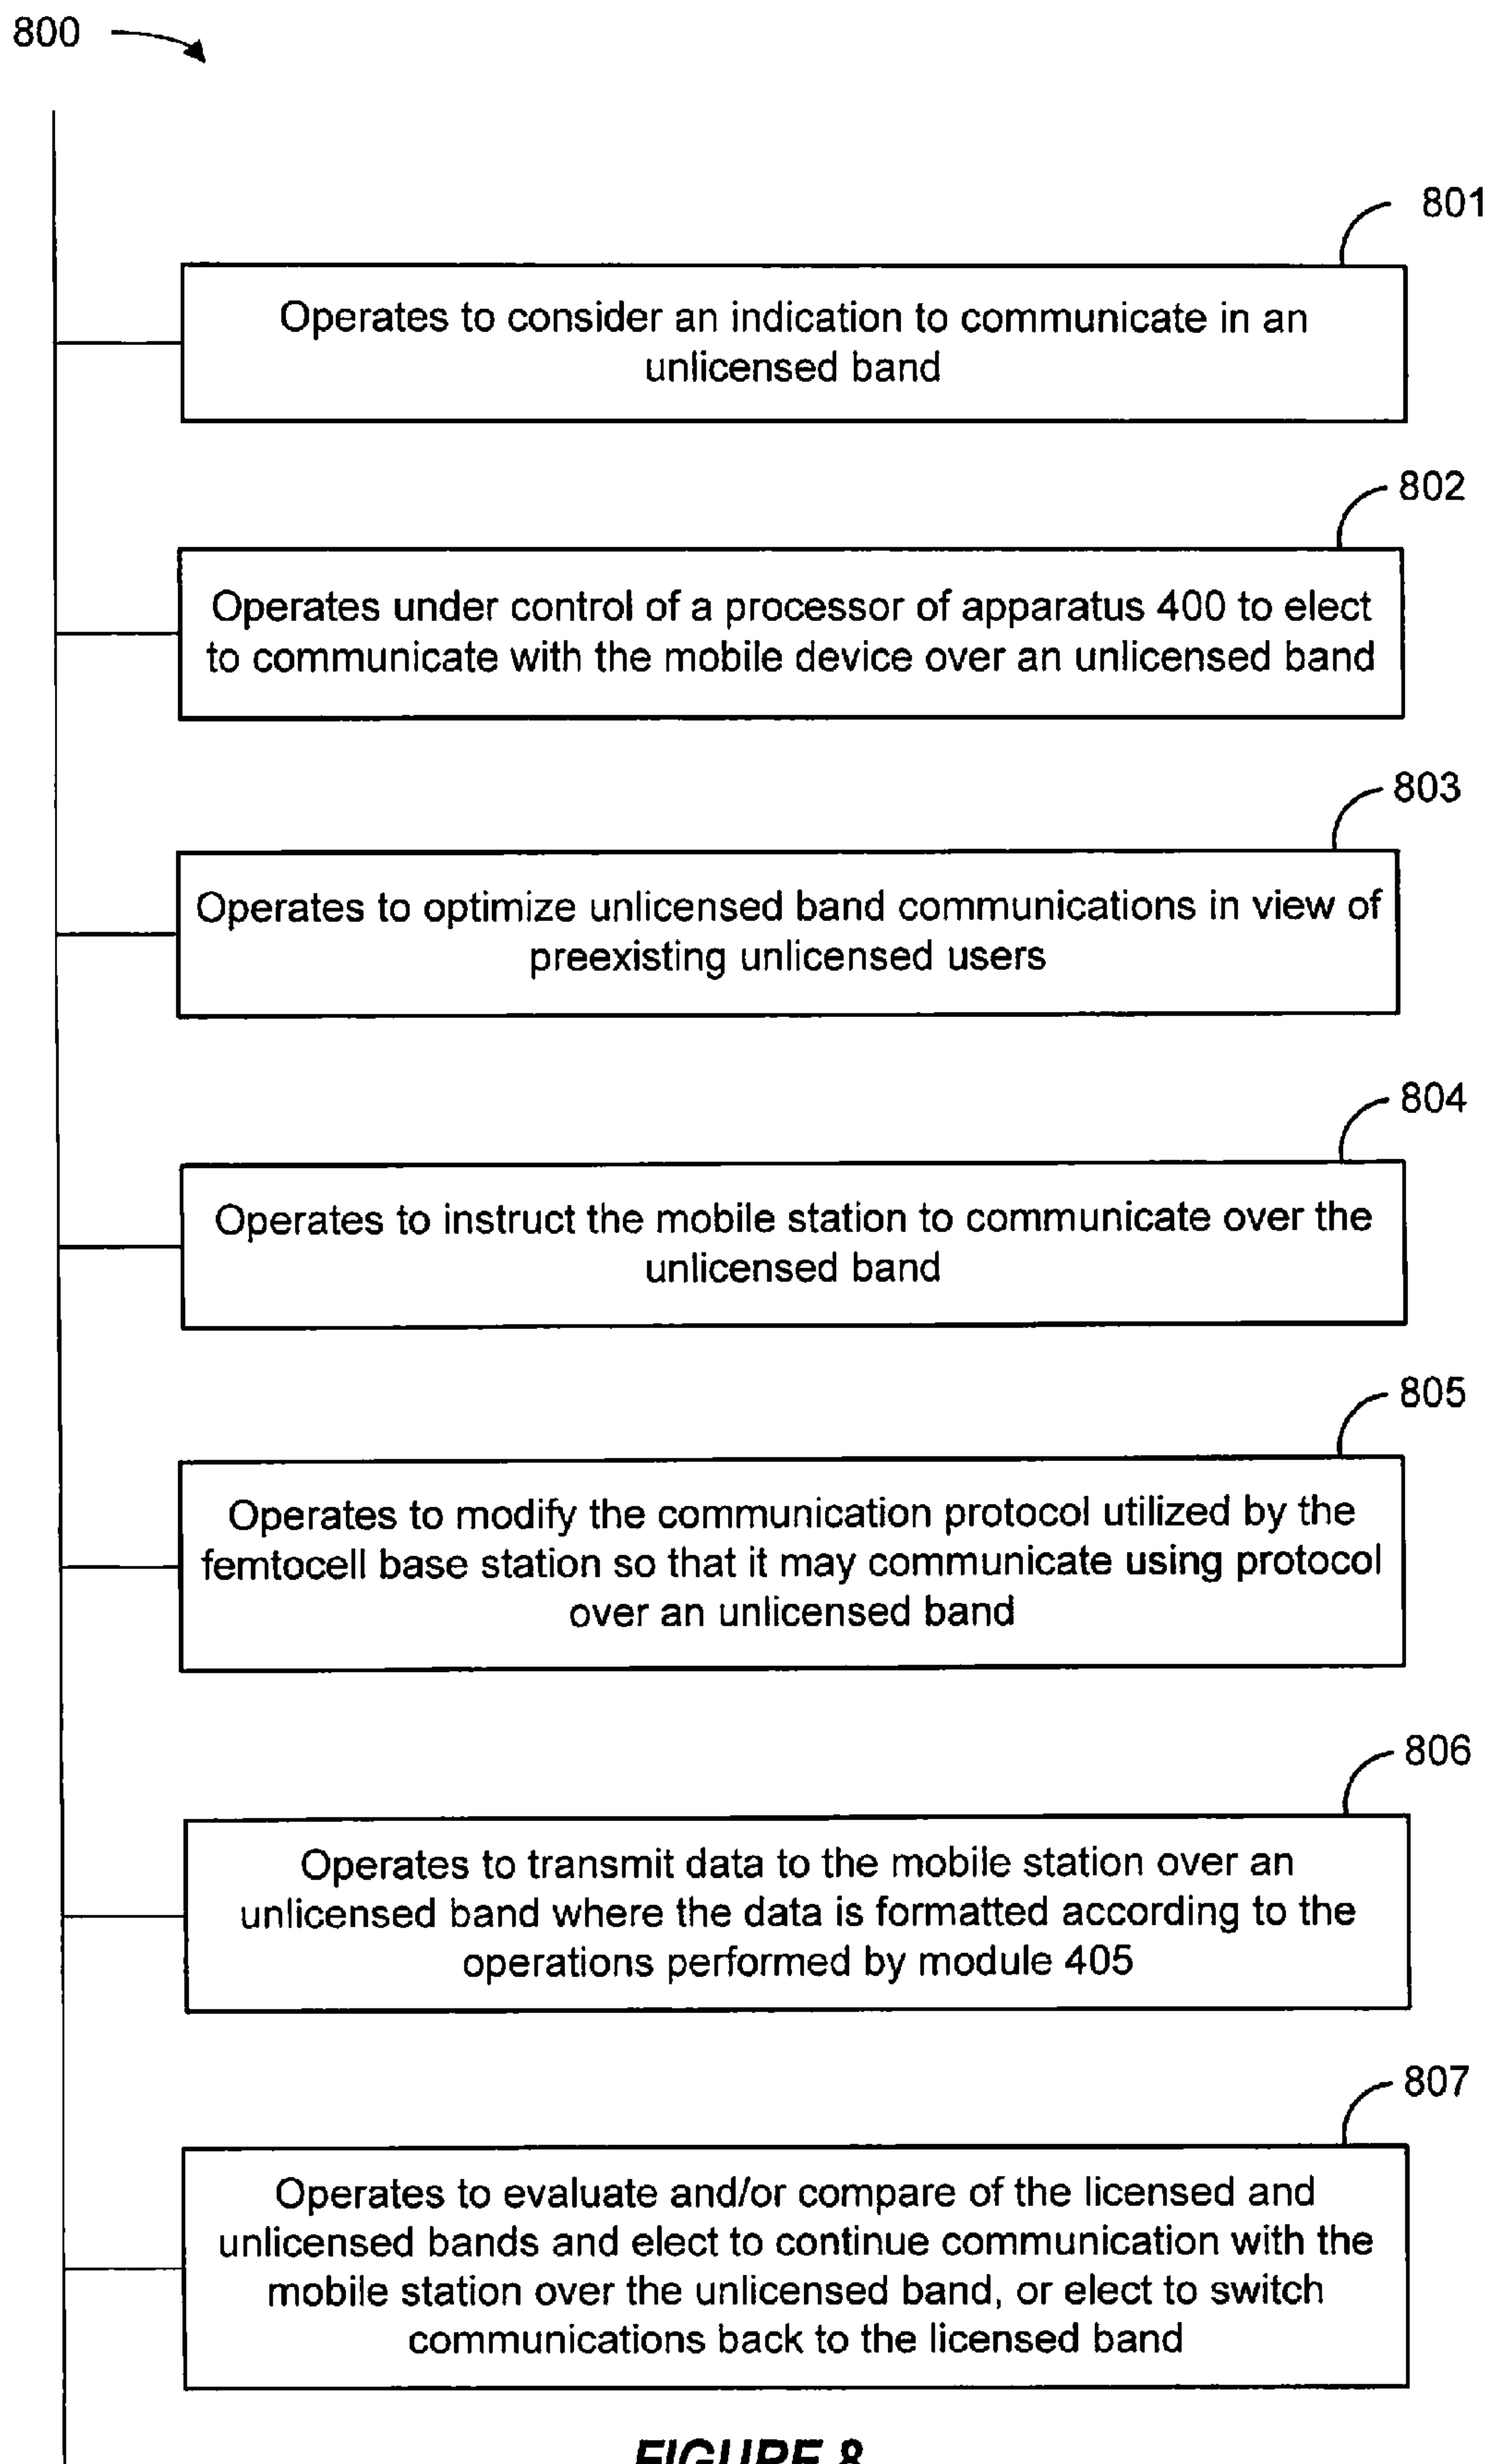 800
801
Operates to consider an indication to communicate in an
unlicensed band
802
Operates under control of a processor of apparatus 400 to elect
to communicate with the mobile device over an unlicensed band
803
Operates to optimize unlicensed band communications in view of
preexisting unlicensed users
804
Operates to instruct the mobile station to communicate over the
unlicensed band
805
Operates to modify the communication protocol utilized by the
femtocell base station so that it may communicate using protocol
over an unlicensed band
806
Operates to transmit data to the mobile station over an
unlicensed band where the data is formatted according to the
operations performed by module 405
807
Operates to evaluate and/or compare of the licensed and
unlicensed bands and elect to continue communication with the
mobile station over the unlicensed band, or elect to switch
communications back to the licensed band
FIGURE 8